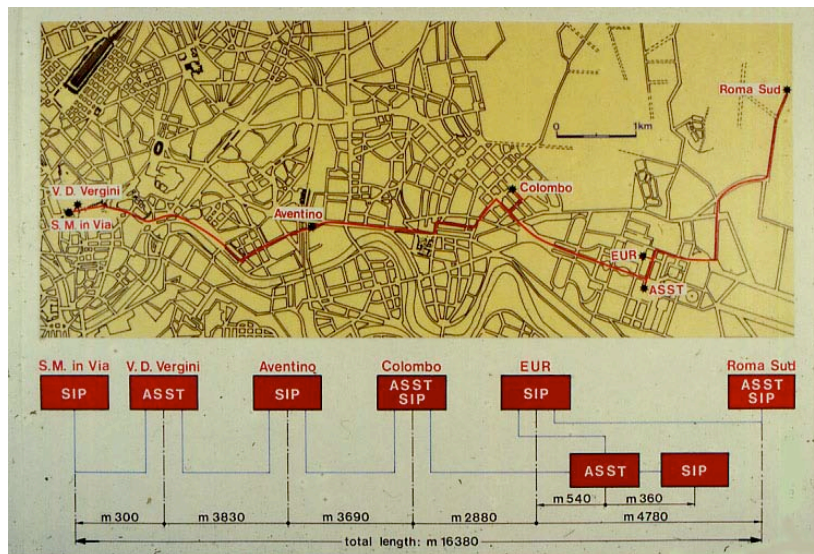 Roma Sud
1km
V. D. Vergini
Colombo
S. M. in Via
Aventino
EUR
ASST
S.M. in Via
V. D. Vergini
Aventino
Colombo
EUR
Roma Sud
SIP
ASST
SIP
ASST
SIP
SIP
ASST
SIP
ASST
SIP
m 540
m 360
m 300
m 3830
m 3690
m 2880
m 4780
total length: m 16380